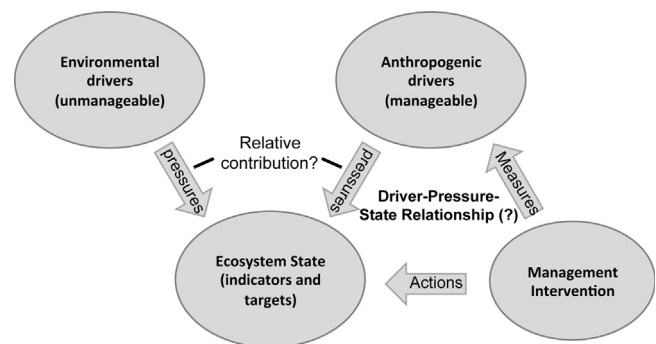 Environmental
drivers
(unmanageable)
Anthropogenic
drivers
(manageable)
pressures
Relative
contribution?
pressures
Measures
Driver-Pressure-
State Relationship (?)
Ecosystem State
(indicators and
targets)
Actions
Management
Intervention